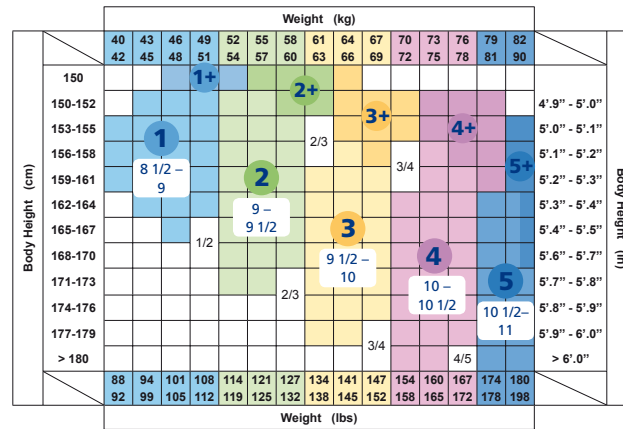 Weight (kg)
40 43 46 49 52 55 58 61 64 67 70 73 76 79 82
42 45 48 51 54 57 60 63 66 69 72 75 78 81 90
Body Height (cm)
150
1+
2+
150-152
4'.9” - 5'.0”
3+
4+
153-155
1
2/3
5'.0” - 5'.1”
156-158
3/4
5'.1” - 5'.2”
5+
159-161
8 1/2 –
9
2
5'.2” - 5'.3”
162-164
5'.3” - 5'.4”
9 –
9 1/2
165-167
1/2
3
5'.4” - 5'.5”
168-170
9 1/2 –
10
4
5'.6” - 5'.7”
171-173
10 –
10 1/2
5
5'.7” - 5'.8”
174-176
2/3
5'.8” - 5'.9”
10 1/2–
11
177-179
3/4
5'.9” - 6'.0”
> 180
4/5
> 6'.0”
88 94 101 108 114 121 127 134 141 147 154 160 167 174 180
92 99 105 112 119 125 132 138 145 152 158 165 172 178 198
Weight (lbs)
Body Height